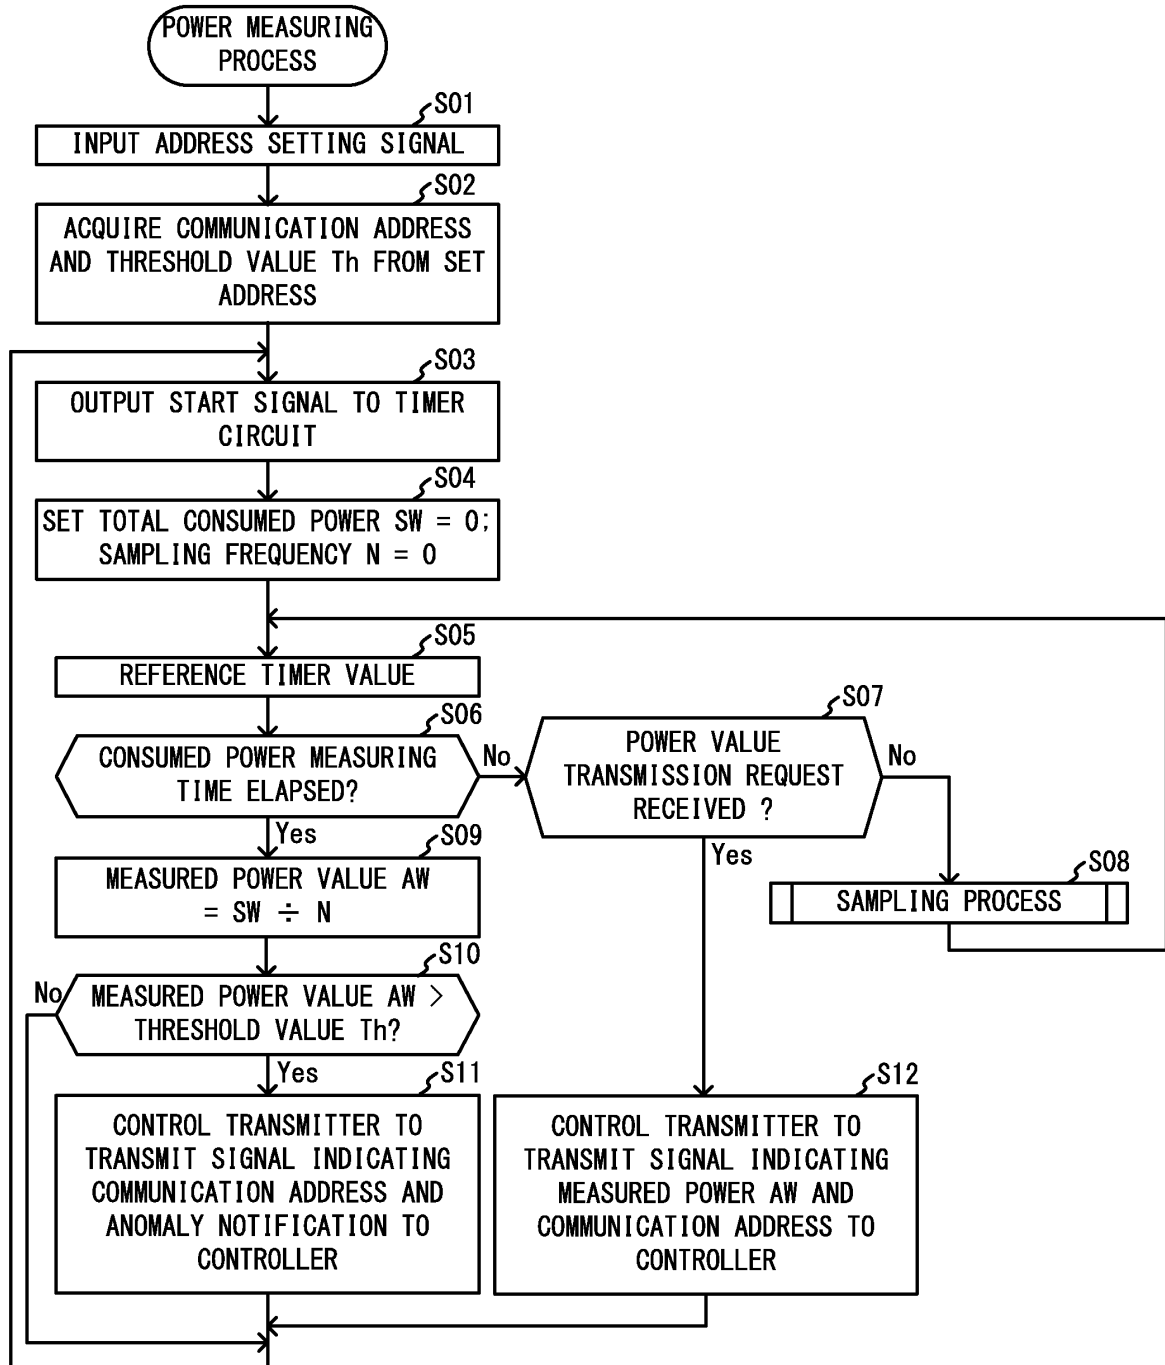 POWER MEASURING
PROCESS
S01
INPUT ADDRESS SETTING SIGNAL
S02
ACQUIRE COMMUNICATION ADDRESS
AND THRESHOLD VALUE Th FROM SET
ADDRESS
S03
OUTPUT START SIGNAL TO TIMER
CIRCUIT
S04
SET TOTAL CONSUMED POWER SW = 0;
SAMPLING FREQUENCY N = 0
S05
REFERENCE TIMER VALUE
S06
CONSUMED POWER MEASURING
TIME ELAPSED?
No
Yes
S07
POWER VALUE
TRANSMISSION REQUEST
RECEIVED ?
No
Yes
S08
SAMPLING PROCESS
S09
MEASURED POWER VALUE AW
= SW ÷ N
S10
MEASURED POWER VALUE AW >
THRESHOLD VALUE Th?
No
Yes
S11
CONTROL TRANSMITTER TO
TRANSMIT SIGNAL INDICATING
COMMUNICATION ADDRESS AND
ANOMALY NOTIFICATION TO
CONTROLLER
S12
CONTROL TRANSMITTER TO
TRANSMIT SIGNAL INDICATING
MEASURED POWER AW AND
COMMUNICATION ADDRESS TO
CONTROLLER